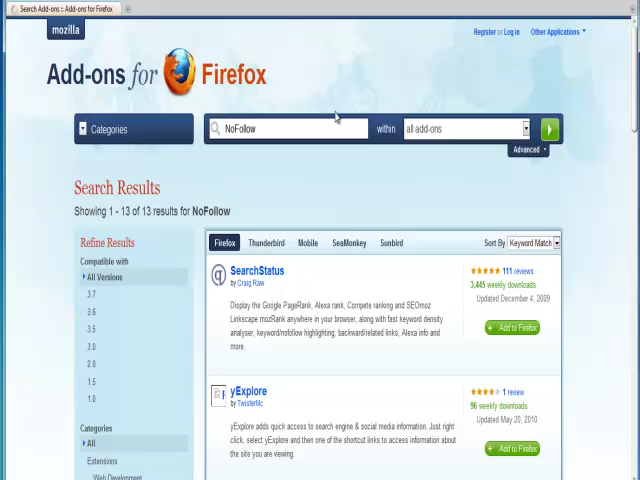 Search Add-ons :: Add-ons for Firefox
mozilla
Register or Log in
Other Applications
Add-ons for Firefox
Categories
NoFollow
within
all add-ons
Advanced
Search Results
Showing 1 - 13 of 13 results for NoFollow
Refine Results
Compatible with
All Versions
3.7
3.6
3.5
3.0
2.0
1.5
1.0
Categories
All
Extensions
Web Development
Firefox
Thunderbird
Mobile
SeaMonkey
Sunbird
Sort By
Keyword Match
SearchStatus
by Craig Raw
Display the Google PageRank, Alexa rank, Compete ranking and SEOmoz
Linkscape mozRank anywhere in your browser, along with fast keyword density
analyser, keyword/nofollow highlighting, backward/related links, Alexa info and
more.
111 reviews
3,445 weekly downloads
Updated December 4, 2009
+ Add to Firefox
yExplore
by TwisterMc
yExplore adds quick access to search engine & social media information. Just right
click, select yExplore and then one of the shortcut links to access information about
the site you are viewing.
1 review
96 weekly downloads
Updated May 20, 2010
+ Add to Firefox